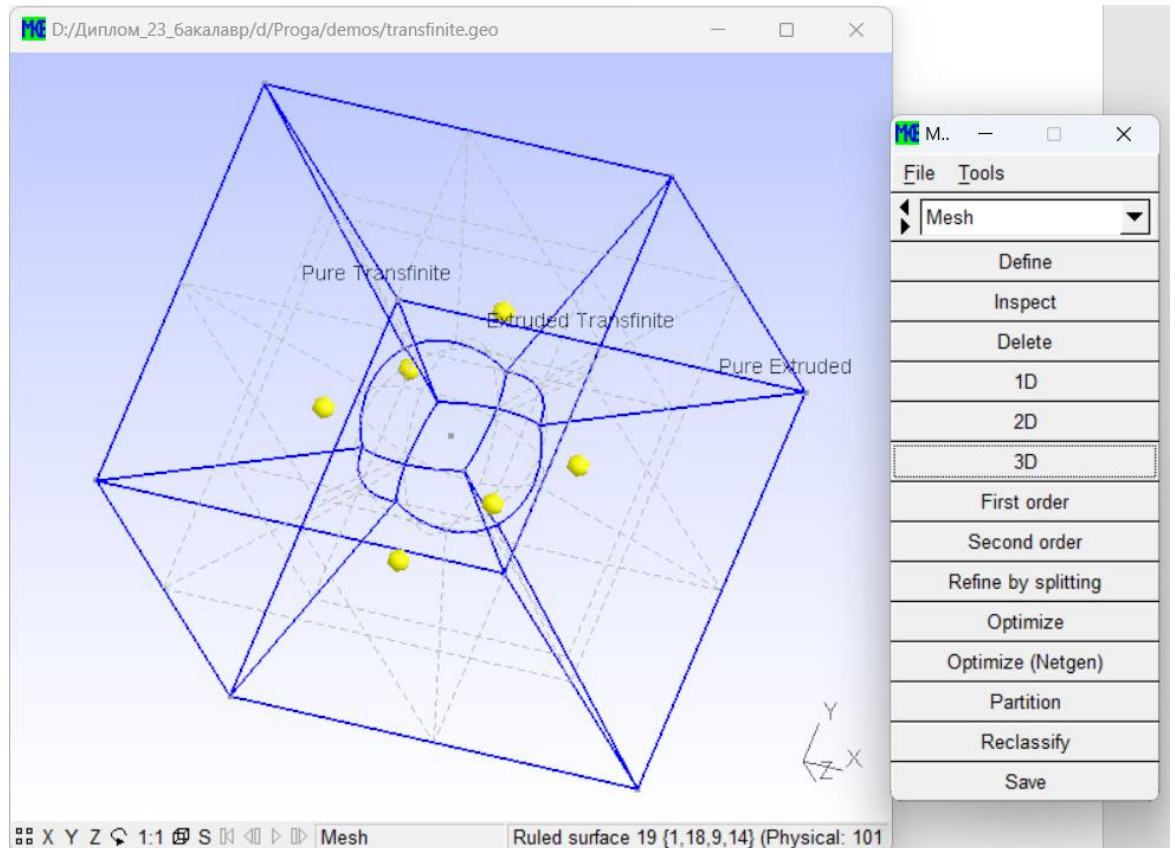 МКЕ D:/Диплом_23_бакалавр/d/Proga/demos/transfinite.geo
Pure Transfinite
Extruded Transfinite
Pure Extruded
Y
X
Z
X Y Z 1:1 S Mesh Ruled surface 19 {1,18,9,14} (Physical: 101
МКЕ M..
File Tools
Mesh
Define
Inspect
Delete
1D
2D
3D
First order
Second order
Refine by splitting
Optimize
Optimize (Netgen)
Partition
Reclassify
Save